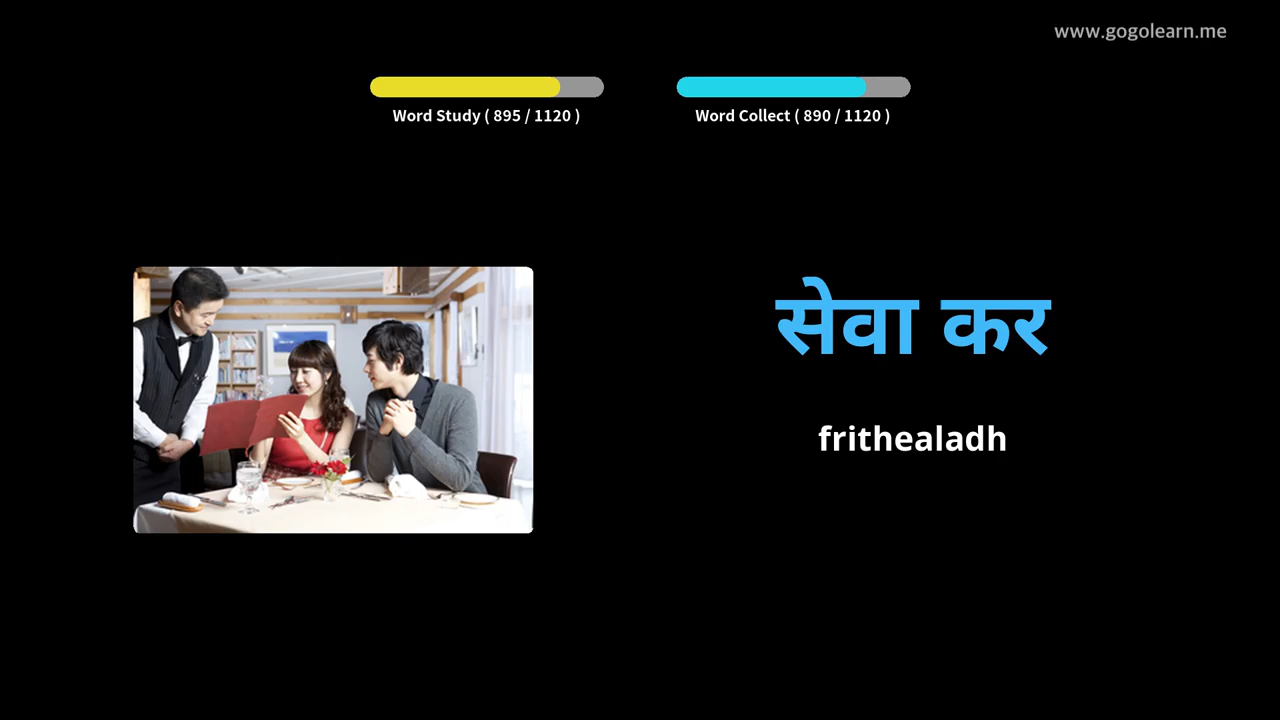 www.gogolearn.me
Word Study ( 895 / 1120 )
Word Collect ( 890 / 1120 )
सेवा कर
frithealadh